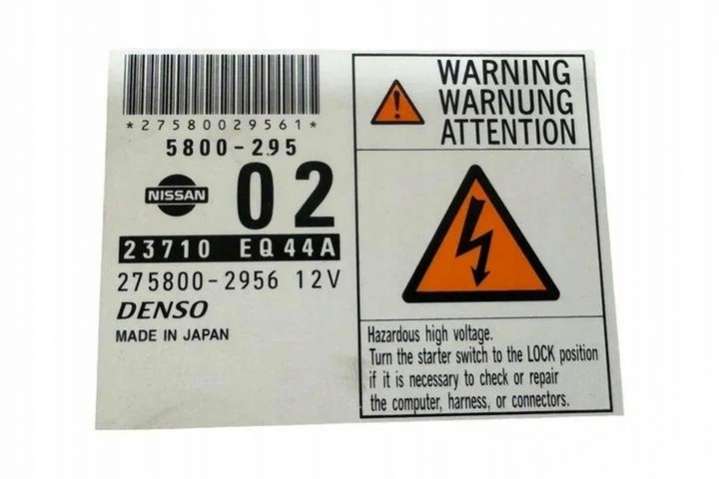 *27580029561*
5800-295
NISSAN
02
23710 EQ44A
275800-2956 12V
DENSO
MADE IN JAPAN
WARNING
WARNUNG
ATTENTION
Hazardous high voltage.
Turn the starter switch to the LOCK position
if it is necessary to check or repair
the computer, harness, or connectors.